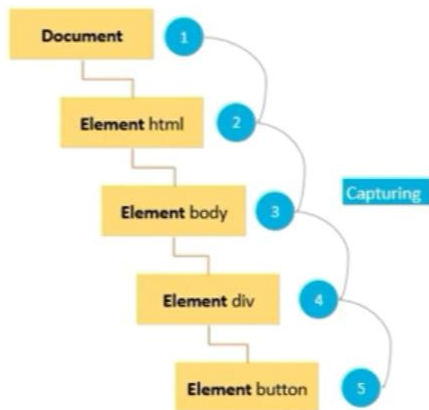 Document
1
Element html
2
Element body
3
Capturing
Element div
4
Element button
5